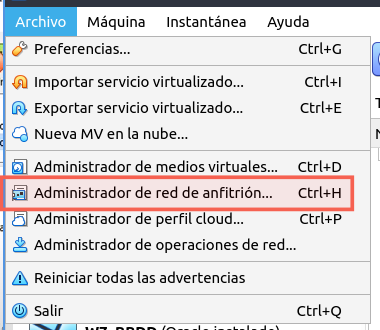 Archivo Máquina Instantánea Ayuda
Preferencias... Ctrl+G
Importar servicio virtualizado... Ctrl+I
Exportar servicio virtualizado... Ctrl+E
Nueva MV en la nube...
Administrador de medios virtuales... Ctrl+D
Administrador de red de anfitrión... Ctrl+H
Administrador de perfil cloud... Ctrl+P
Administrador de operaciones de red...
Reiniciar todas las advertencias
Salir Ctrl+Q